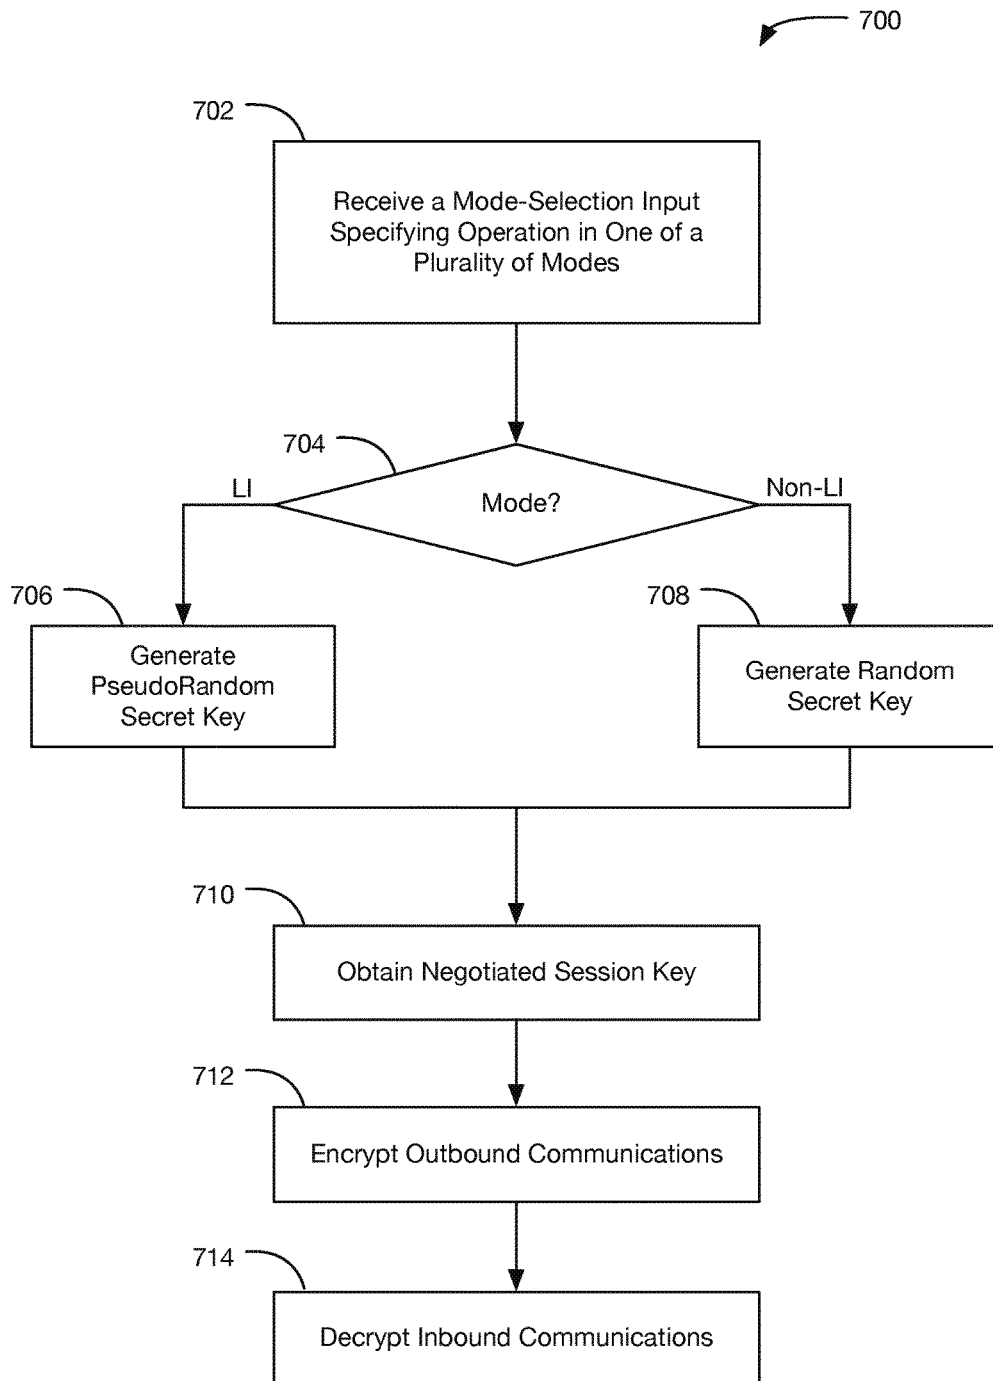 700
702
Receive a Mode-Selection Input
Specifying Operation in One of a
Plurality of Modes
704
LI
Mode?
Non-LI
706
Generate
PseudoRandom
Secret Key
708
Generate Random
Secret Key
710
Obtain Negotiated Session Key
712
Encrypt Outbound Communications
714
Decrypt Inbound Communications